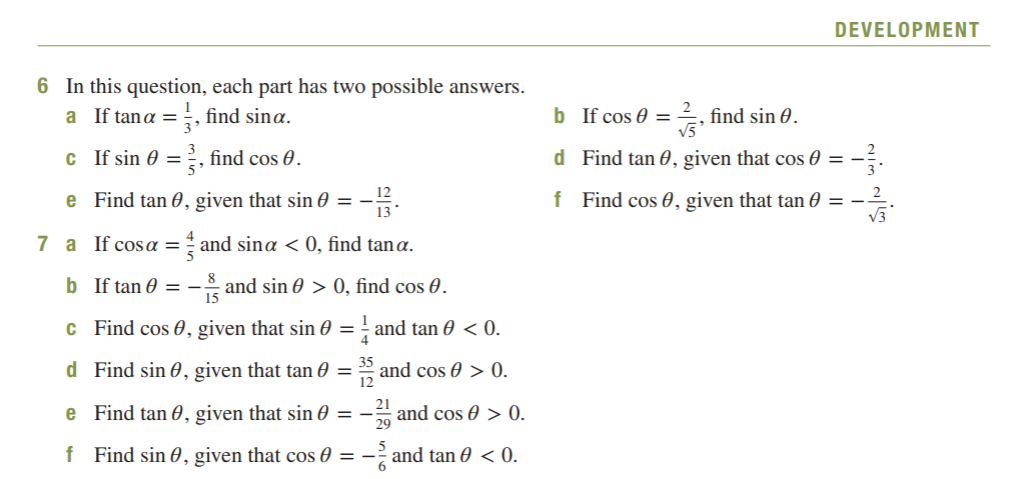 DEVELOPMENT
6 In this question, each part has two possible answers.
a If tan α = 1/3, find sin α.
b If cos θ = 2/√5, find sin θ.
c If sin θ = 3/5, find cos θ.
d Find tan θ, given that cos θ = −2/3.
e Find tan θ, given that sin θ = −12/13.
f Find cos θ, given that tan θ = −2/√3.
7 a If cos α = 4/5 and sin α < 0, find tan α.
b If tan θ = −8/15 and sin θ > 0, find cos θ.
c Find cos θ, given that sin θ = 1/4 and tan θ < 0.
d Find sin θ, given that tan θ = 35/12 and cos θ > 0.
e Find tan θ, given that sin θ = −21/29 and cos θ > 0.
f Find sin θ, given that cos θ = −5/6 and tan θ < 0.